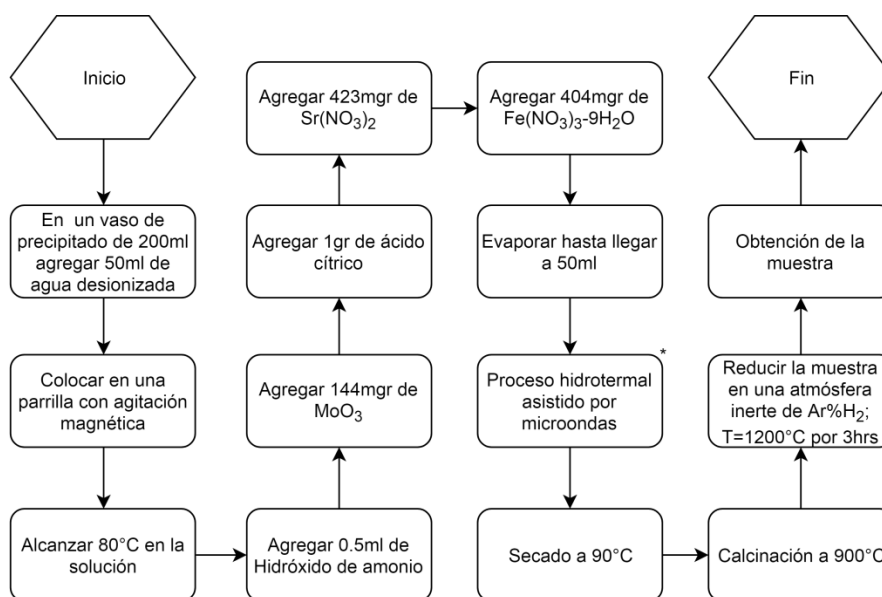 Inicio
En un vaso de
precipitado de 200ml
agregar 50ml de
agua desionizada
Colocar en una
parrilla con agitación
magnética
Alcanzar 80°C en la
solución
Agregar 0.5ml de
Hidróxido de amonio
Agregar 144mgr de
MoO3
Agregar 1gr de ácido
cítrico
Agregar 423mgr de
Sr(NO3)2
Agregar 404mgr de
Fe(NO3)3-9H2O
Evaporar hasta llegar
a 50ml
*
Proceso hidrotermal
asistido por
microondas
Secado a 90°C
Calcinación a 900°C
Reducir la muestra
en una atmósfera
inerte de Ar%H2;
T=1200°C por 3hrs
Obtención de la
muestra
Fin